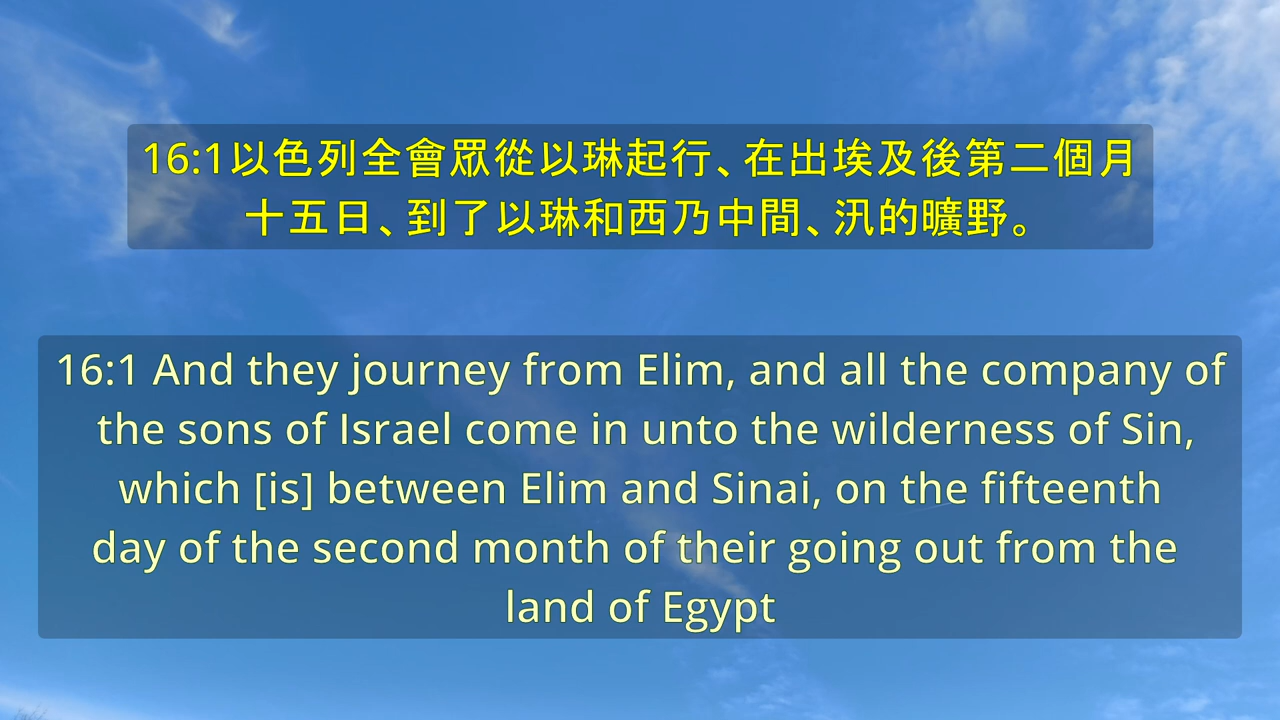 16:1以色列全會眾從以琳起行、在出埃及後第二個月
十五日、到了以琳和西乃中間、汛的曠野。
16:1 And they journey from Elim, and all the company of
the sons of Israel come in unto the wilderness of Sin,
which [is] between Elim and Sinai, on the fifteenth
day of the second month of their going out from the
land of Egypt